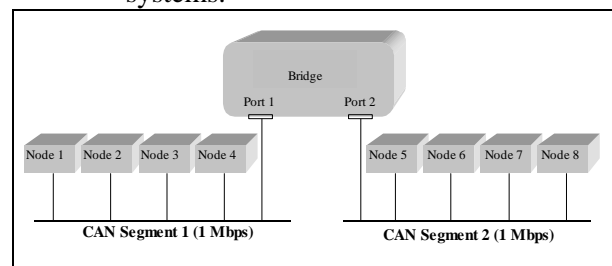 systems.
Bridge
Port 1 Port 2
Node 1 Node 2 Node 3 Node 4 Node 5 Node 6 Node 7 Node 8
CAN Segment 1 (1 Mbps) CAN Segment 2 (1 Mbps)